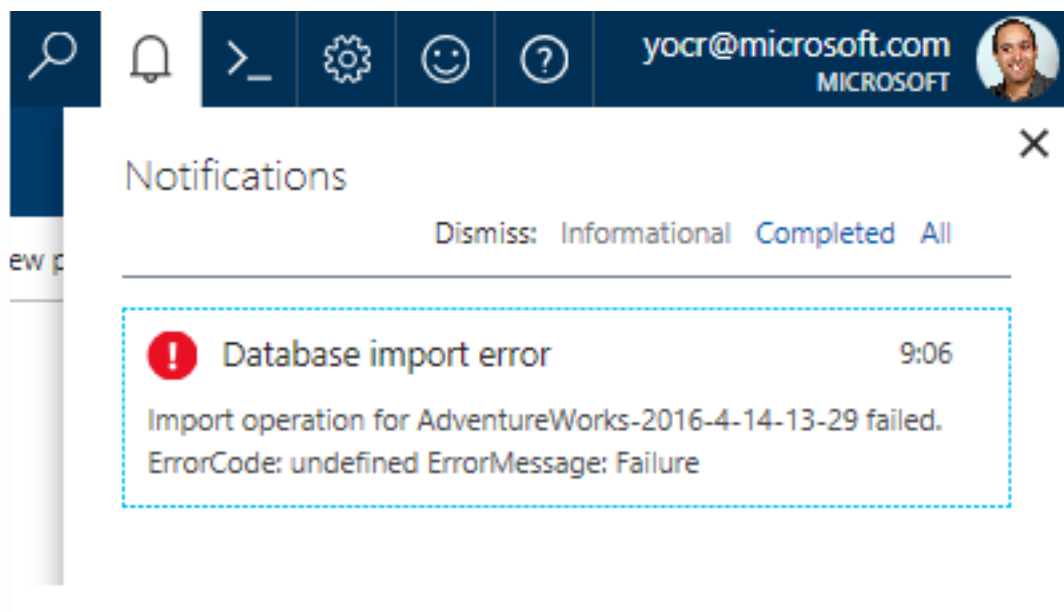 yocr@microsoft.com
MICROSOFT
Notifications
Dismiss: Informational Completed All
ew p
Database import error 9:06
Import operation for AdventureWorks-2016-4-14-13-29 failed.
ErrorCode: undefined ErrorMessage: Failure